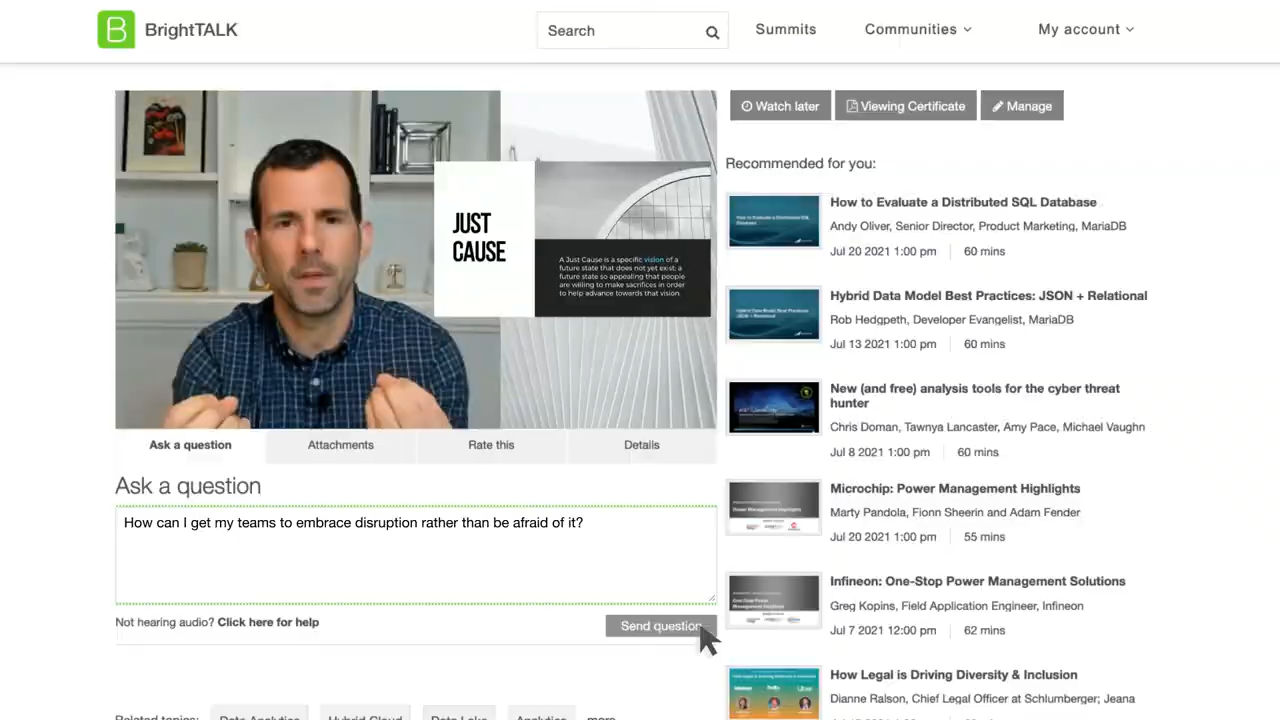 BrightTALK
Search
Summits
Communities
My account
JUST
CAUSE
A Just Cause is a specific vision of a
future state that does not yet exist; a
future state so appealing that people
are willing to make sacrifices in order
to help advance towards that vision.
Ask a question
Attachments
Rate this
Details
Ask a question
How can I get my teams to embrace disruption rather than be afraid of it?
Not hearing audio? Click here for help
Send question
Related topics:
Data Analytics
Hybrid Cloud
Data Lake
Analytics
more
Watch later
Viewing Certificate
Manage
Recommended for you:
How to Evaluate a Distributed SQL Database
Andy Oliver, Senior Director, Product Marketing, MariaDB
Jul 20 2021 1:00 pm
60 mins
Hybrid Data Model Best Practices: JSON + Relational
Rob Hedgpeth, Developer Evangelist, MariaDB
Jul 13 2021 1:00 pm
60 mins
New (and free) analysis tools for the cyber threat
hunter
Chris Doman, Tawnya Lancaster, Amy Pace, Michael Vaughn
Jul 8 2021 1:00 pm
60 mins
Microchip: Power Management Highlights
Marty Pandola, Fionn Sheerin and Adam Fender
Jul 20 2021 1:00 pm
55 mins
Infineon: One-Stop Power Management Solutions
Greg Kopins, Field Application Engineer, Infineon
Jul 7 2021 12:00 pm
62 mins
How Legal is Driving Diversity & Inclusion
Dianne Ralson, Chief Legal Officer at Schlumberger; Jeana